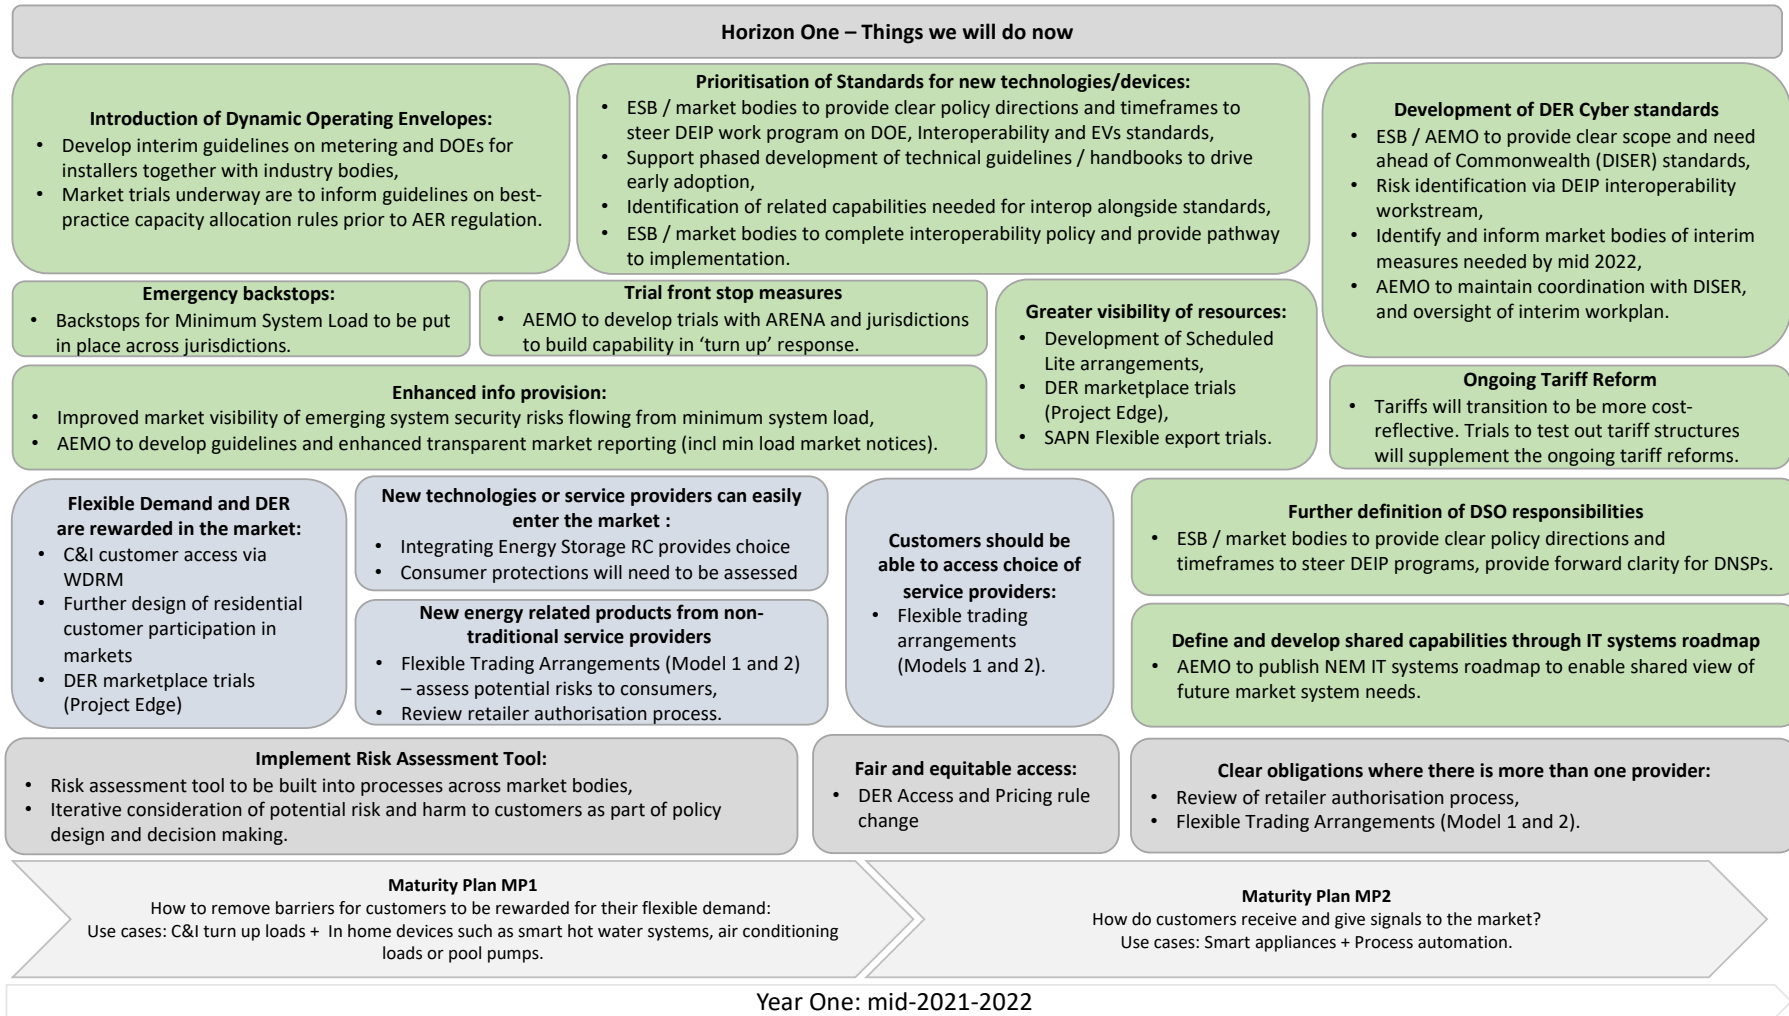 Horizon One – Things we will do now
Introduction of Dynamic Operating Envelopes:
• Develop interim guidelines on metering and DOEs for
installers together with industry bodies,
• Market trials underway are to inform guidelines on best-
practice capacity allocation rules prior to AER regulation.
Prioritisation of Standards for new technologies/devices:
• ESB / market bodies to provide clear policy directions and timeframes to
steer DEIP work program on DOE, Interoperability and EVs standards,
• Support phased development of technical guidelines / handbooks to drive
early adoption,
• Identification of related capabilities needed for interop alongside standards,
• ESB / market bodies to complete interoperability policy and provide pathway
to implementation.
Development of DER Cyber standards
• ESB / AEMO to provide clear scope and need
ahead of Commonwealth (DISER) standards,
• Risk identification via DEIP interoperability
workstream,
• Identify and inform market bodies of interim
measures needed by mid 2022,
• AEMO to maintain coordination with DISER,
and oversight of interim workplan.
Emergency backstops:
• Backstops for Minimum System Load to be put
in place across jurisdictions.
Trial front stop measures
• AEMO to develop trials with ARENA and jurisdictions
to build capability in ‘turn up’ response.
Greater visibility of resources:
• Development of Scheduled
Lite arrangements,
• DER marketplace trials
(Project Edge),
• SAPN Flexible export trials.
Enhanced info provision:
• Improved market visibility of emerging system security risks flowing from minimum system load,
• AEMO to develop guidelines and enhanced transparent market reporting (incl min load market notices).
Ongoing Tariff Reform
• Tariffs will transition to be more cost-
reflective. Trials to test out tariff structures
will supplement the ongoing tariff reforms.
Flexible Demand and DER
are rewarded in the market:
• C&I customer access via
WDRM
• Further design of residential
customer participation in
markets
• DER marketplace trials
(Project Edge)
New technologies or service providers can easily
enter the market :
• Integrating Energy Storage RC provides choice
• Consumer protections will need to be assessed
New energy related products from non-
traditional service providers
• Flexible Trading Arrangements (Model 1 and 2)
– assess potential risks to consumers,
• Review retailer authorisation process.
Customers should be
able to access choice of
service providers:
• Flexible trading
arrangements
(Models 1 and 2).
Further definition of DSO responsibilities
• ESB / market bodies to provide clear policy directions and
timeframes to steer DEIP programs, provide forward clarity for DNSPs.
Define and develop shared capabilities through IT systems roadmap
• AEMO to publish NEM IT systems roadmap to enable shared view of
future market system needs.
Implement Risk Assessment Tool:
• Risk assessment tool to be built into processes across market bodies,
• Iterative consideration of potential risk and harm to customers as part of policy
design and decision making.
Fair and equitable access:
• DER Access and Pricing rule
change
Clear obligations where there is more than one provider:
• Review of retailer authorisation process,
• Flexible Trading Arrangements (Model 1 and 2).
Maturity Plan MP1
How to remove barriers for customers to be rewarded for their flexible demand:
Use cases: C&I turn up loads + In home devices such as smart hot water systems, air conditioning
loads or pool pumps.
Maturity Plan MP2
How do customers receive and give signals to the market?
Use cases: Smart appliances + Process automation.
Year One: mid-2021-2022